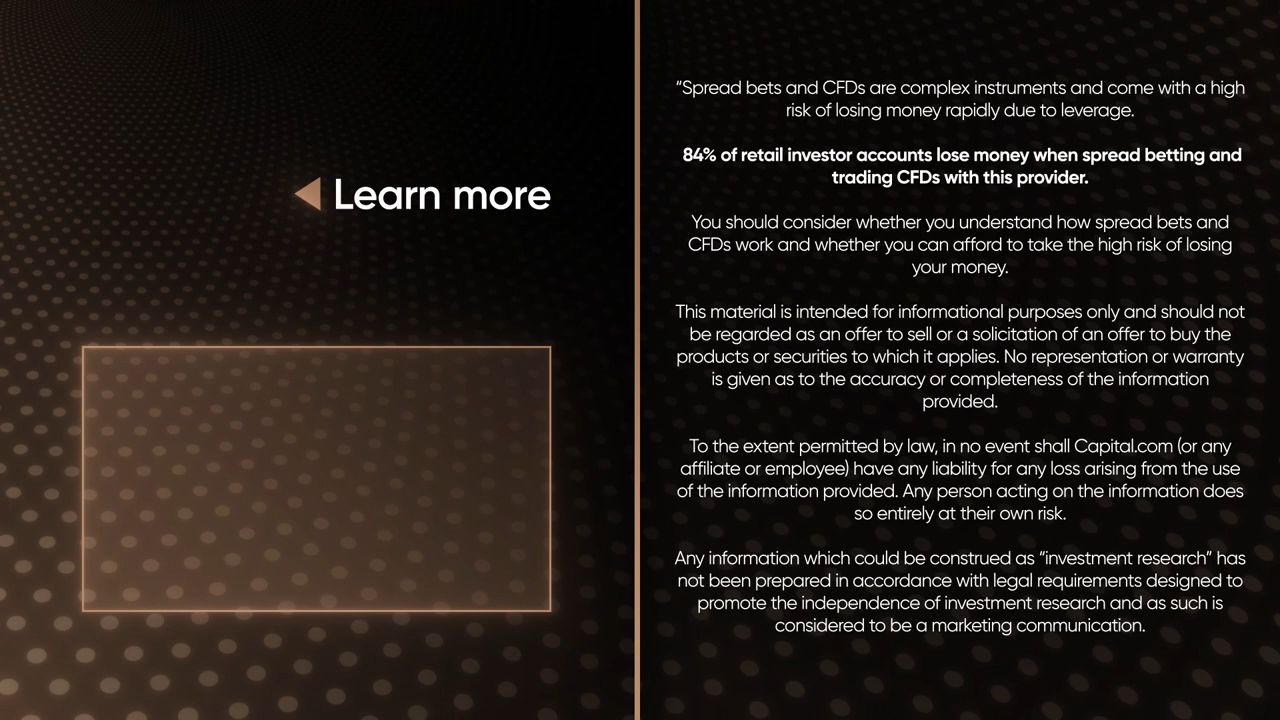 Learn more
“Spread bets and CFDs are complex instruments and come with a high
risk of losing money rapidly due to leverage.
84% of retail investor accounts lose money when spread betting and
trading CFDs with this provider.
You should consider whether you understand how spread bets and
CFDs work and whether you can afford to take the high risk of losing
your money.
This material is intended for informational purposes only and should not
be regarded as an offer to sell or a solicitation of an offer to buy the
products or securities to which it applies. No representation or warranty
is given as to the accuracy or completeness of the information
provided.
To the extent permitted by law, in no event shall Capital.com (or any
affiliate or employee) have any liability for any loss arising from the use
of the information provided. Any person acting on the information does
so entirely at their own risk.
Any information which could be construed as “investment research” has
not been prepared in accordance with legal requirements designed to
promote the independence of investment research and as such is
considered to be a marketing communication.